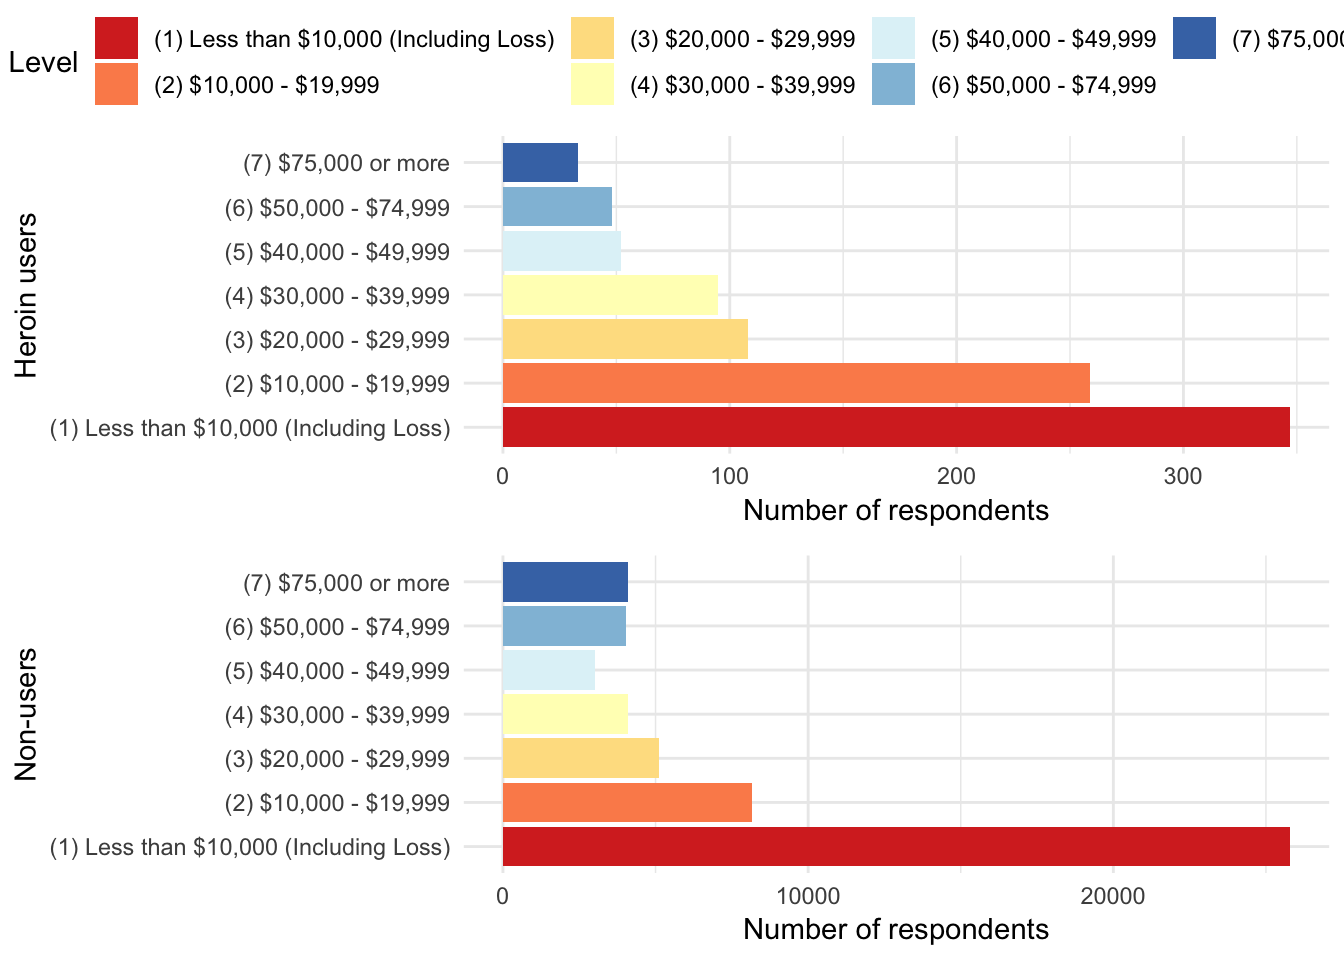 Level
(1) Less than $10,000 (Including Loss) (3) $20,000 - $29,999 (5) $40,000 - $49,999 (7) $75,00
(2) $10,000 - $19,999 (4) $30,000 - $39,999 (6) $50,000 - $74,999
Heroin users
(7) $75,000 or more
(6) $50,000 - $74,999
(5) $40,000 - $49,999
(4) $30,000 - $39,999
(3) $20,000 - $29,999
(2) $10,000 - $19,999
(1) Less than $10,000 (Including Loss)
0 100 200 300
Number of respondents
Non-users
(7) $75,000 or more
(6) $50,000 - $74,999
(5) $40,000 - $49,999
(4) $30,000 - $39,999
(3) $20,000 - $29,999
(2) $10,000 - $19,999
(1) Less than $10,000 (Including Loss)
0 10000 20000
Number of respondents